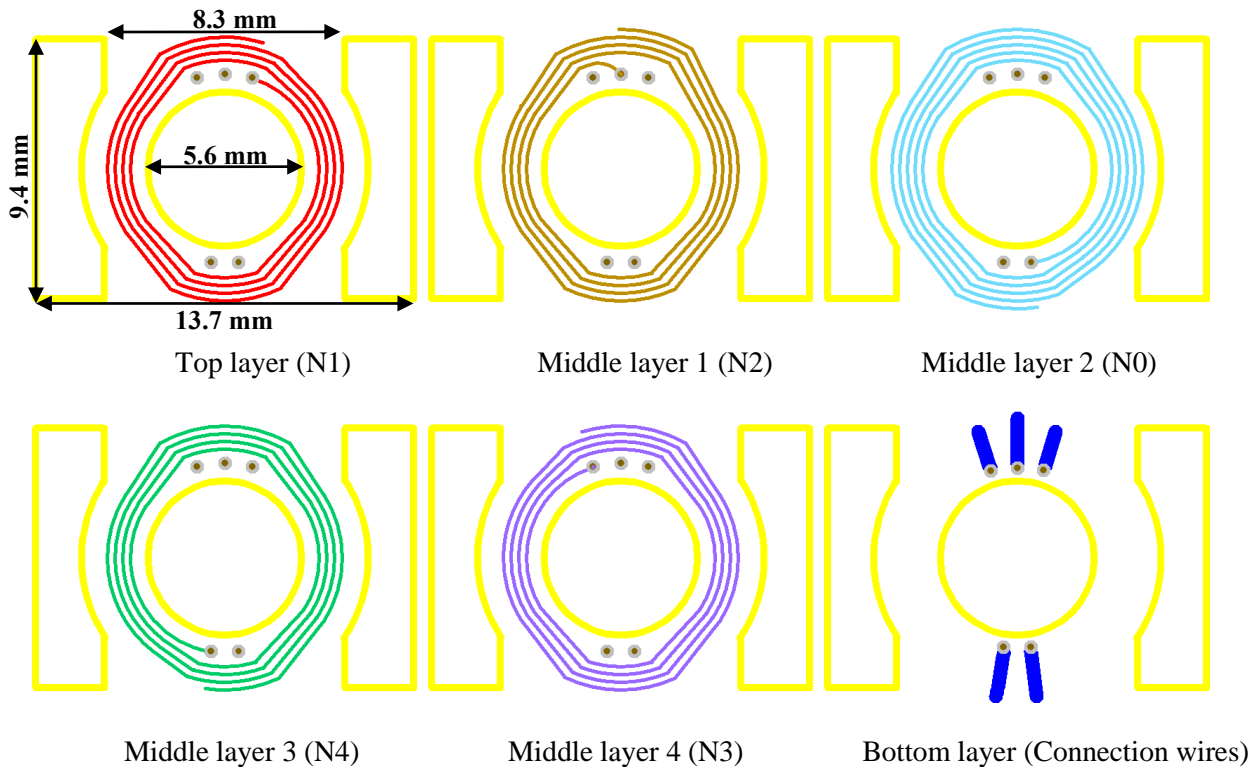 8.3 mm
9.4 mm
5.6 mm
13.7 mm
Top layer (N1)
Middle layer 1 (N2)
Middle layer 2 (N0)
Middle layer 3 (N4)
Middle layer 4 (N3)
Bottom layer (Connection wires)